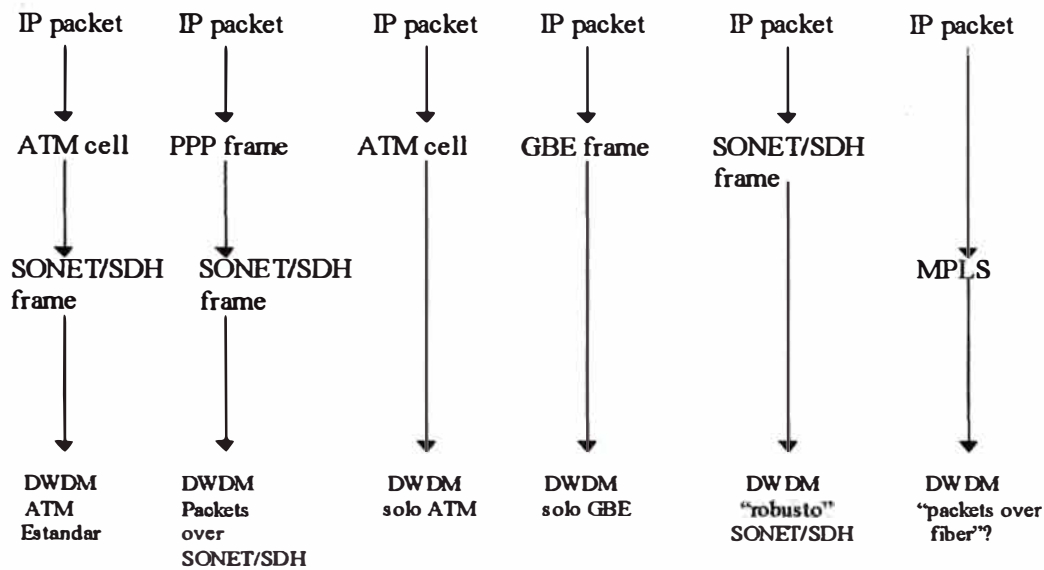 IP packet IP packet IP packet IP packet IP packet IP packet
ATM cell PPP frame ATM cell GBE frame SONET/SDH
frame
SONET/SDH SONET/SDH MPLS
frame frame
DWDM DWDM DWDM DWDM DWDM DWDM
ATM Packets solo ATM solo GBE “robusto” “packets over
Estandar over SONET/SDH fiber”?
SONET/SDH